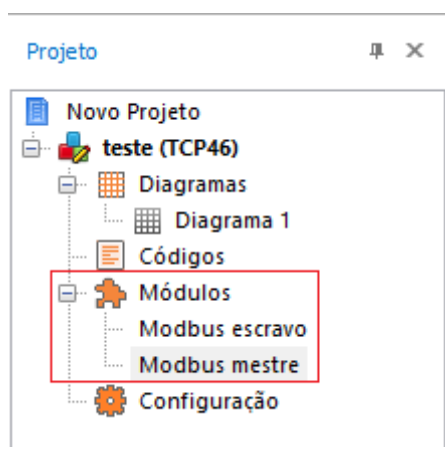 Projeto
Novo Projeto
teste (TCP46)
Diagramas
Diagrama 1
Códigos
Módulos
Modbus escravo
Modbus mestre
Configuração